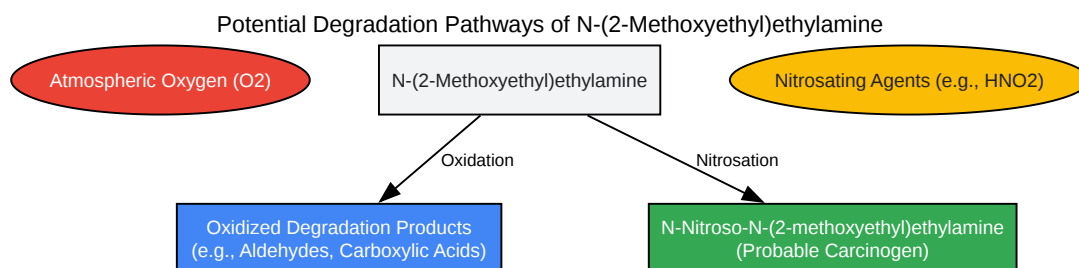 Potential Degradation Pathways of N-(2-Methoxyethyl)ethylamine
Atmospheric Oxygen (O2)
N-(2-Methoxyethyl)ethylamine
Nitrosating Agents (e.g., HNO2)
Oxidation
Nitrosation
Oxidized Degradation Products
(e.g., Aldehydes, Carboxylic Acids)
N-Nitroso-N-(2-methoxyethyl)ethylamine
(Probable Carcinogen)